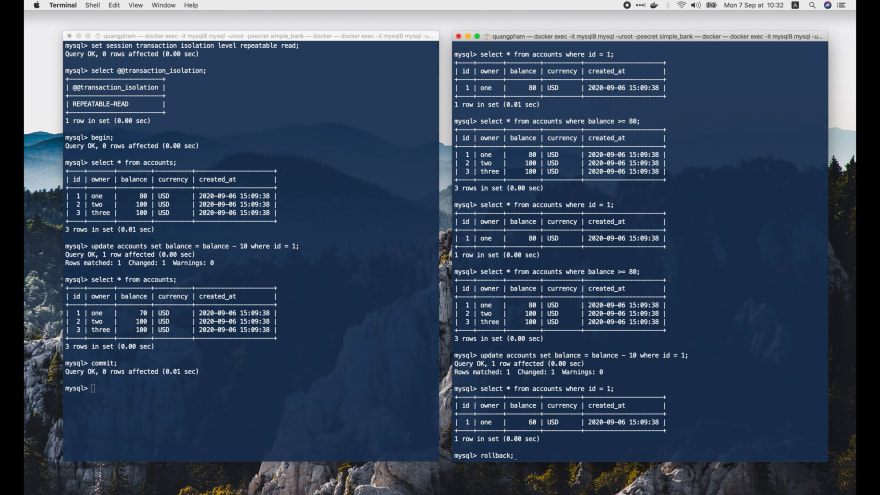 Terminal Shell Edit View Window Help
Mon 7 Sep at 10:32
quangpham — docker exec -it mysql8 mysql -uroot -psecret simple_bank — docker — docker exec -it mysql8 mysql -u...
mysql> set session transaction isolation level repeatable read;
Query OK, 0 rows affected (0.00 sec)
mysql> select @@transaction_isolation;
+-------------------------+
| @@transaction_isolation |
+-------------------------+
| REPEATABLE-READ |
+-------------------------+
1 row in set (0.00 sec)
mysql> begin;
Query OK, 0 rows affected (0.00 sec)
mysql> select * from accounts;
+----+-------+---------+----------+---------------------+
| id | owner | balance | currency | created_at |
+----+-------+---------+----------+---------------------+
| 1 | one | 80 | USD | 2020-09-06 15:09:38 |
| 2 | two | 100 | USD | 2020-09-06 15:09:38 |
| 3 | three | 100 | USD | 2020-09-06 15:09:38 |
+----+-------+---------+----------+---------------------+
3 rows in set (0.01 sec)
mysql> update accounts set balance = balance - 10 where id = 1;
Query OK, 1 row affected (0.00 sec)
Rows matched: 1 Changed: 1 Warnings: 0
mysql> select * from accounts;
+----+-------+---------+----------+---------------------+
| id | owner | balance | currency | created_at |
+----+-------+---------+----------+---------------------+
| 1 | one | 70 | USD | 2020-09-06 15:09:38 |
| 2 | two | 100 | USD | 2020-09-06 15:09:38 |
| 3 | three | 100 | USD | 2020-09-06 15:09:38 |
+----+-------+---------+----------+---------------------+
3 rows in set (0.00 sec)
mysql> commit;
Query OK, 0 rows affected (0.01 sec)
mysql>
quangpham — docker exec -it mysql8 mysql -uroot -psecret simple_bank — docker — docker exec -it mysql8 mysql -u...
mysql> select * from accounts where id = 1;
+----+-------+---------+----------+---------------------+
| id | owner | balance | currency | created_at |
+----+-------+---------+----------+---------------------+
| 1 | one | 80 | USD | 2020-09-06 15:09:38 |
+----+-------+---------+----------+---------------------+
1 row in set (0.01 sec)
mysql> select * from accounts where balance >= 80;
+----+-------+---------+----------+---------------------+
| id | owner | balance | currency | created_at |
+----+-------+---------+----------+---------------------+
| 1 | one | 80 | USD | 2020-09-06 15:09:38 |
| 2 | two | 100 | USD | 2020-09-06 15:09:38 |
| 3 | three | 100 | USD | 2020-09-06 15:09:38 |
+----+-------+---------+----------+---------------------+
3 rows in set (0.00 sec)
mysql> select * from accounts where id = 1;
+----+-------+---------+----------+---------------------+
| id | owner | balance | currency | created_at |
+----+-------+---------+----------+---------------------+
| 1 | one | 80 | USD | 2020-09-06 15:09:38 |
+----+-------+---------+----------+---------------------+
1 row in set (0.00 sec)
mysql> select * from accounts where balance >= 80;
+----+-------+---------+----------+---------------------+
| id | owner | balance | currency | created_at |
+----+-------+---------+----------+---------------------+
| 1 | one | 80 | USD | 2020-09-06 15:09:38 |
| 2 | two | 100 | USD | 2020-09-06 15:09:38 |
| 3 | three | 100 | USD | 2020-09-06 15:09:38 |
+----+-------+---------+----------+---------------------+
3 rows in set (0.00 sec)
mysql> update accounts set balance = balance - 10 where id = 1;
Query OK, 1 row affected (0.00 sec)
Rows matched: 1 Changed: 1 Warnings: 0
mysql> select * from accounts where id = 1;
+----+-------+---------+----------+---------------------+
| id | owner | balance | currency | created_at |
+----+-------+---------+----------+---------------------+
| 1 | one | 60 | USD | 2020-09-06 15:09:38 |
+----+-------+---------+----------+---------------------+
1 row in set (0.00 sec)
mysql> rollback;